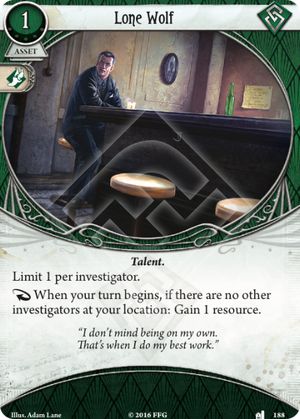 1
Lone Wolf
ASSET
Talent.
Limit 1 per investigator.
When your turn begins, if there are no other
investigators at your location: Gain 1 resource.
"I don't mind being on my own.
That's when I do my best work."
Illus. Adam Lane
© 2016 FFG
188